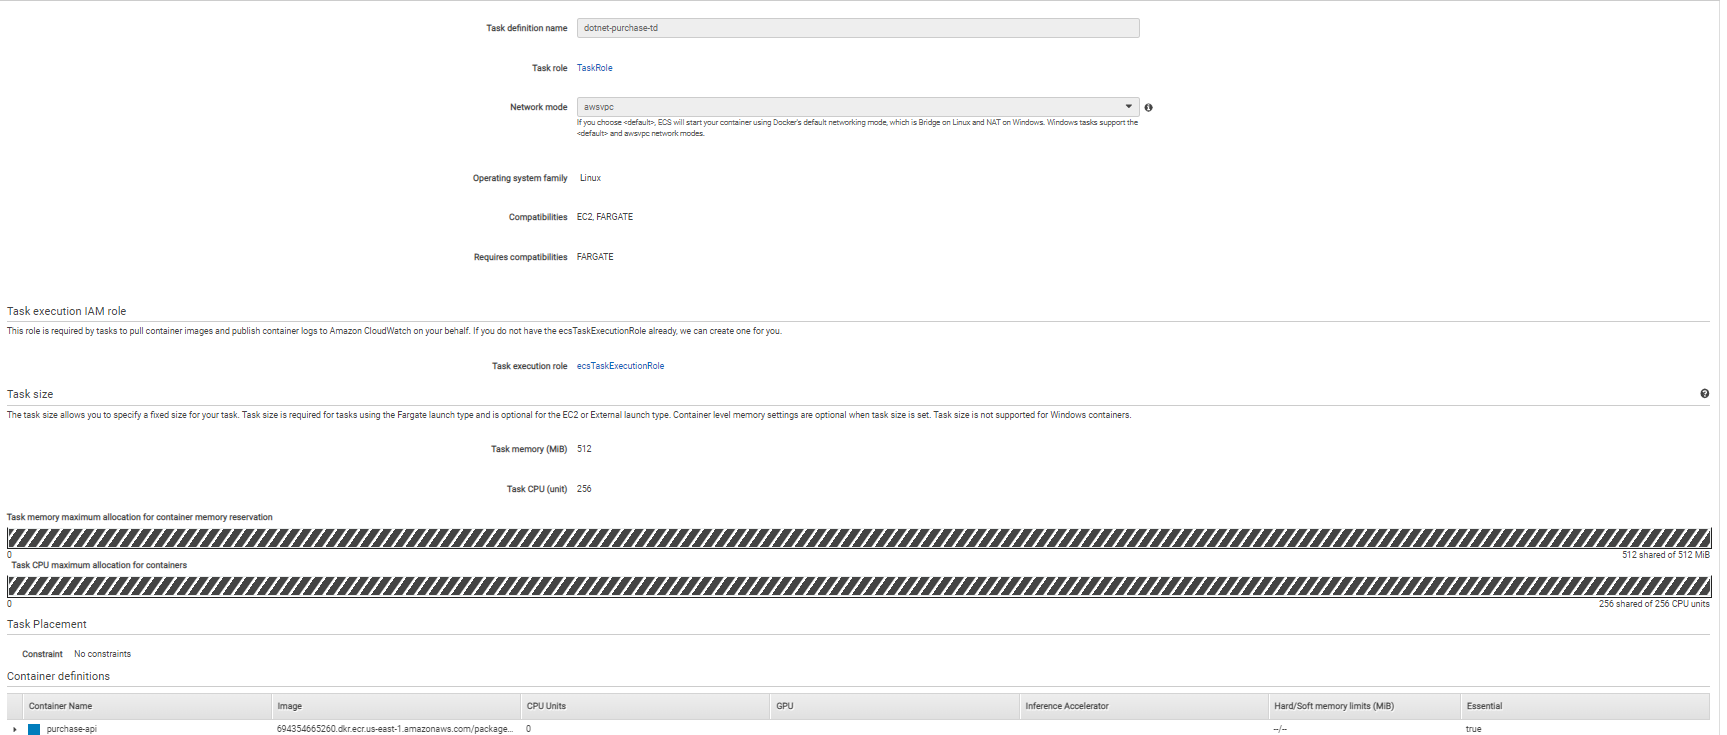 Task definition name dotnet-purchase-td
Task role TaskRole
Network mode awsvpc
If you choose <default>, ECS will start your container using Docker's default networking mode, which is Bridge on Linux and NAT on Windows. Windows tasks support the
<default> and awsvpc network modes.
Operating system family Linux
Compatibilities EC2, FARGATE
Requires compatibilities FARGATE
Task execution IAM role
This role is required by tasks to pull container images and publish container logs to Amazon CloudWatch on your behalf. If you do not have the ecsTaskExecutionRole already, we can create one for you.
Task execution role ecsTaskExecutionRole
Task size
The task size allows you to specify a fixed size for your task. Task size is required for tasks using the Fargate launch type and is optional for the EC2 or External launch type. Container level memory settings are optional when task size is set. Task size is not supported for Windows containers.
Task memory (MiB) 512
Task CPU (unit) 256
Task memory maximum allocation for container memory reservation
0 512 shared of 512 MiB
Task CPU maximum allocation for containers
0 256 shared of 256 CPU units
Task Placement
Constraint No constraints
Container definitions
Container Name Image CPU Units GPU Inference Accelerator Hard/Soft memory limits (MiB) Essential
purchase-api 694354665260.dkr.ecr.us-east-1.amazonaws.com/package... 0 --/-- true